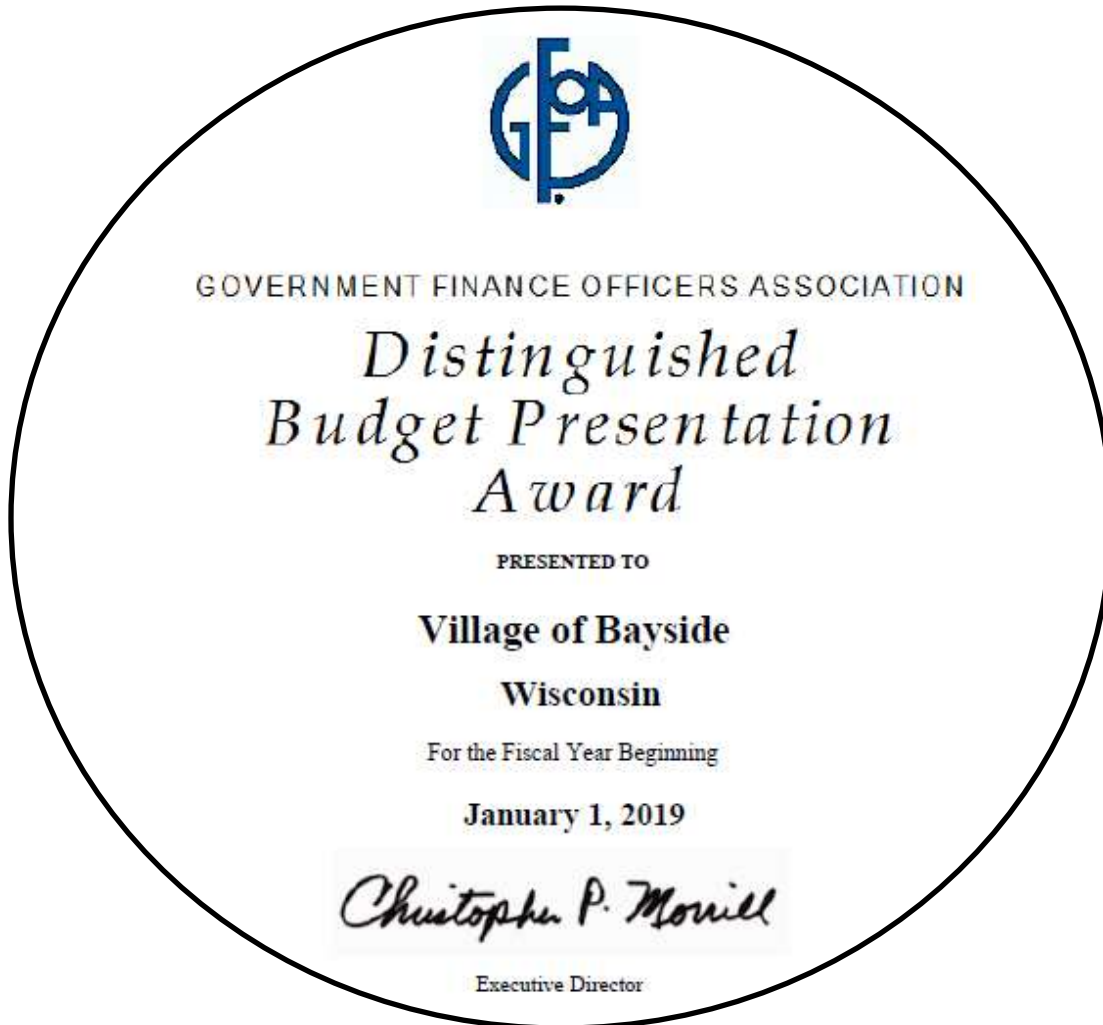 GFOA
GOVERNMENT FINANCE OFFICERS ASSOCIATION
Distinguished
Budget Presentation
Award
PRESENTED TO
Village of Bayside
Wisconsin
For the Fiscal Year Beginning
January 1, 2019
Christopher P. Morrill
Executive Director